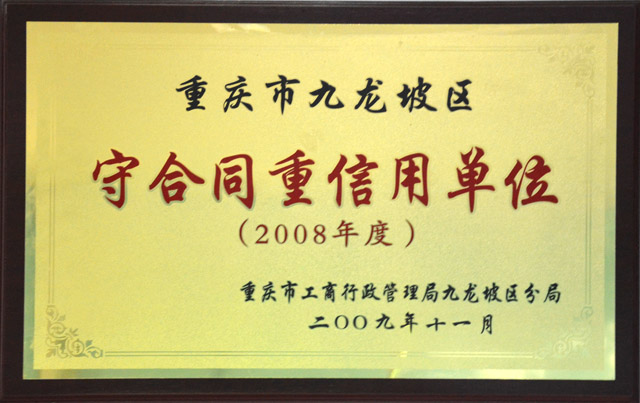 重庆市九龙坡区
守合同重信用单位
（2008年度）
重庆市工商行政管理局九龙坡区分局
二〇〇九年十一月